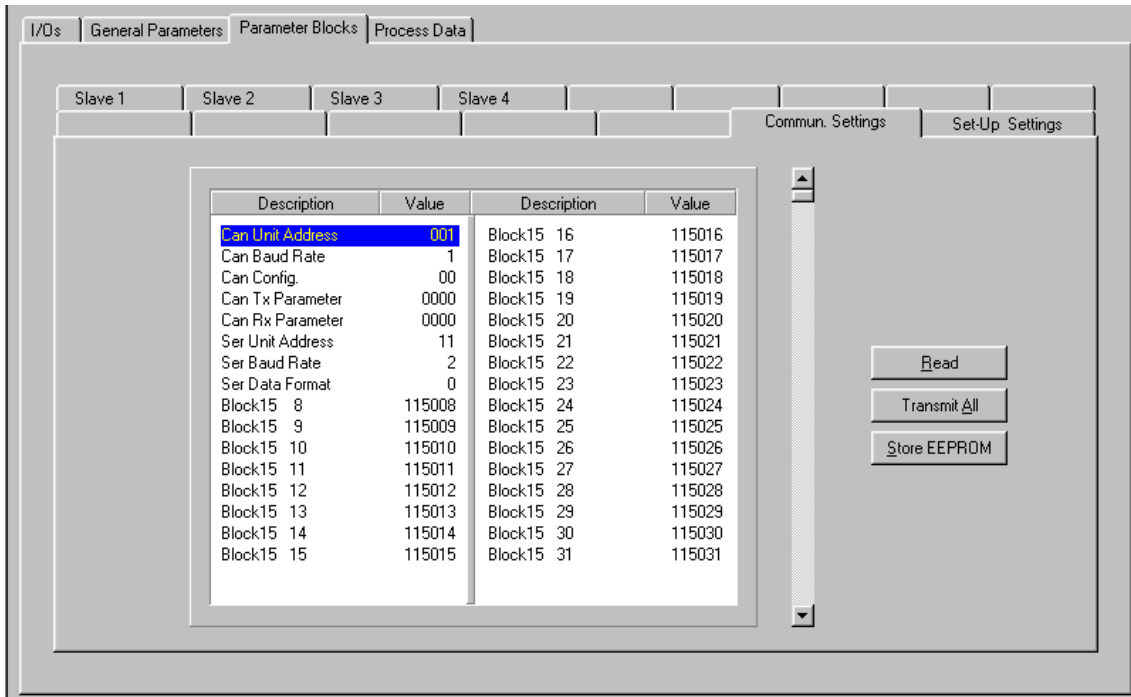 I/Os General Parameters Parameter Blocks Process Data
Slave 1 Slave 2 Slave 3 Slave 4
Commun. Settings Set-Up Settings
Description Value Description Value
Can Unit Address 001 Block15 16 115016
Can Baud Rate 1 Block15 17 115017
Can Config. 00 Block15 18 115018
Can Tx Parameter 0000 Block15 19 115019
Can Rx Parameter 0000 Block15 20 115020
Ser Unit Address 11 Block15 21 115021
Ser Baud Rate 2 Block15 22 115022
Ser Data Format 0 Block15 23 115023
Block15 8 115008 Block15 24 115024
Block15 9 115009 Block15 25 115025
Block15 10 115010 Block15 26 115026
Block15 11 115011 Block15 27 115027
Block15 12 115012 Block15 28 115028
Block15 13 115013 Block15 29 115029
Block15 14 115014 Block15 30 115030
Block15 15 115015 Block15 31 115031
Read
Transmit All
Store EEPROM